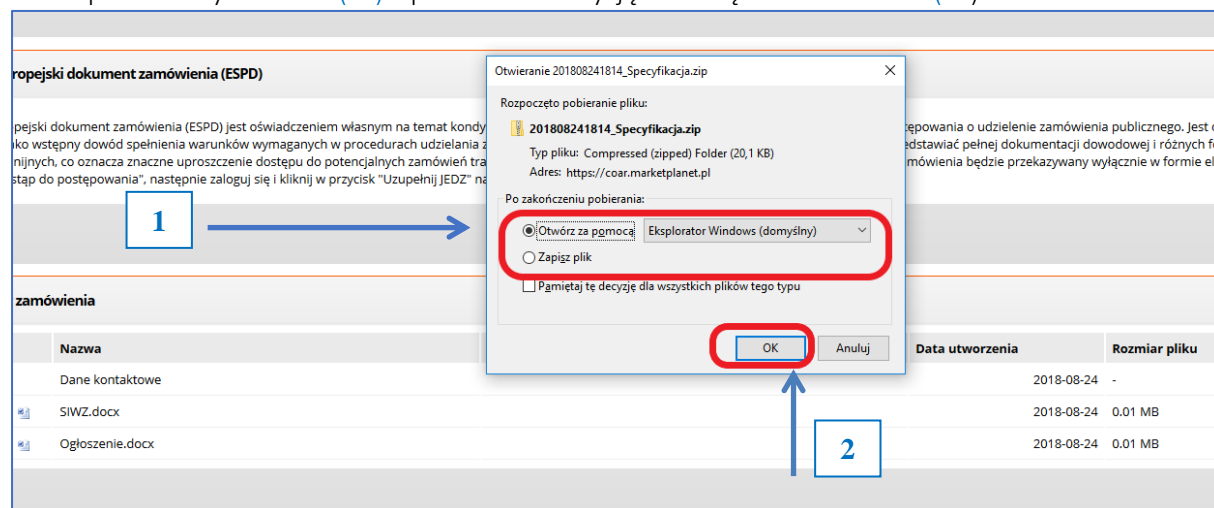 ropejski dokument zamówienia (ESPD)
Otwieranie 201808241814_Specyfikacja.zip
Rozpoczęto pobieranie pliku:
201808241814_Specyfikacja.zip
Typ pliku: Compressed (zipped) Folder (20,1 KB)
Adres: https://coar.marketplanet.pl
Po zakończeniu pobierania:
Otwórz za pomocą Eksplorator Windows (domyślny)
Zapisz plik
Pamiętaj tę decyzję dla wszystkich plików tego typu
OK Anuluj
pejski dokument zamówienia (ESPD) jest oświadczeniem własnym na temat kondy
ko wstępny dowód spełnienia warunków wymaganych w procedurach udzielania z
nijnych, co oznacza znaczne uproszczenie dostępu do potencjalnych zamówień tra
stąp do postępowania", następnie zaloguj się i kliknij w przycisk "Uzupełnij JEDZ" na
ępowania o udzielenie zamówienia publicznego. Jest
edstawiać pełnej dokumentacji dowodowej i różnych f
mówienia będzie przekazywany wyłącznie w formie el
1
zamówienia
Nazwa Data utworzenia Rozmiar pliku
Dane kontaktowe 2018-08-24 -
SIWZ.docx 2018-08-24 0.01 MB
Ogłoszenie.docx 2018-08-24 0.01 MB
2